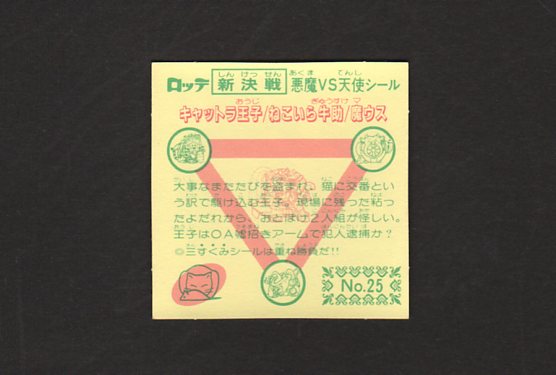 ロッテ 新決戦 悪魔VS天使シール
キャットラ王子/ねこいら牛助/魔ウス
大事なまたたびを盗まれ、猫に交番とい
う訳で駆け込む王子。現場に残った粘っ
たよだれから、おとぼけ2人組が怪しい。
王子はOA嘘招きアームで犯人逮捕か?
◎三すくみシールは重ね勝負だ!!
No.25